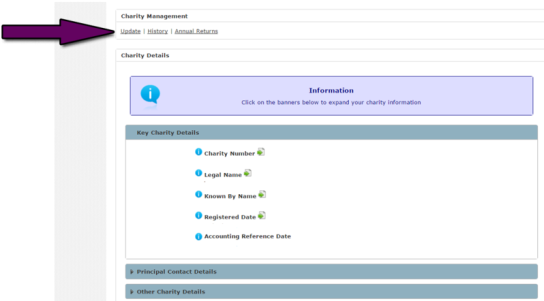 Charity Management
Update | History | Annual Returns
Charity Details
Information
Click on the banners below to expand your charity information
Key Charity Details
Charity Number
Legal Name
Known By Name
Registered Date
Accounting Reference Date
Principal Contact Details
Other Charity Details